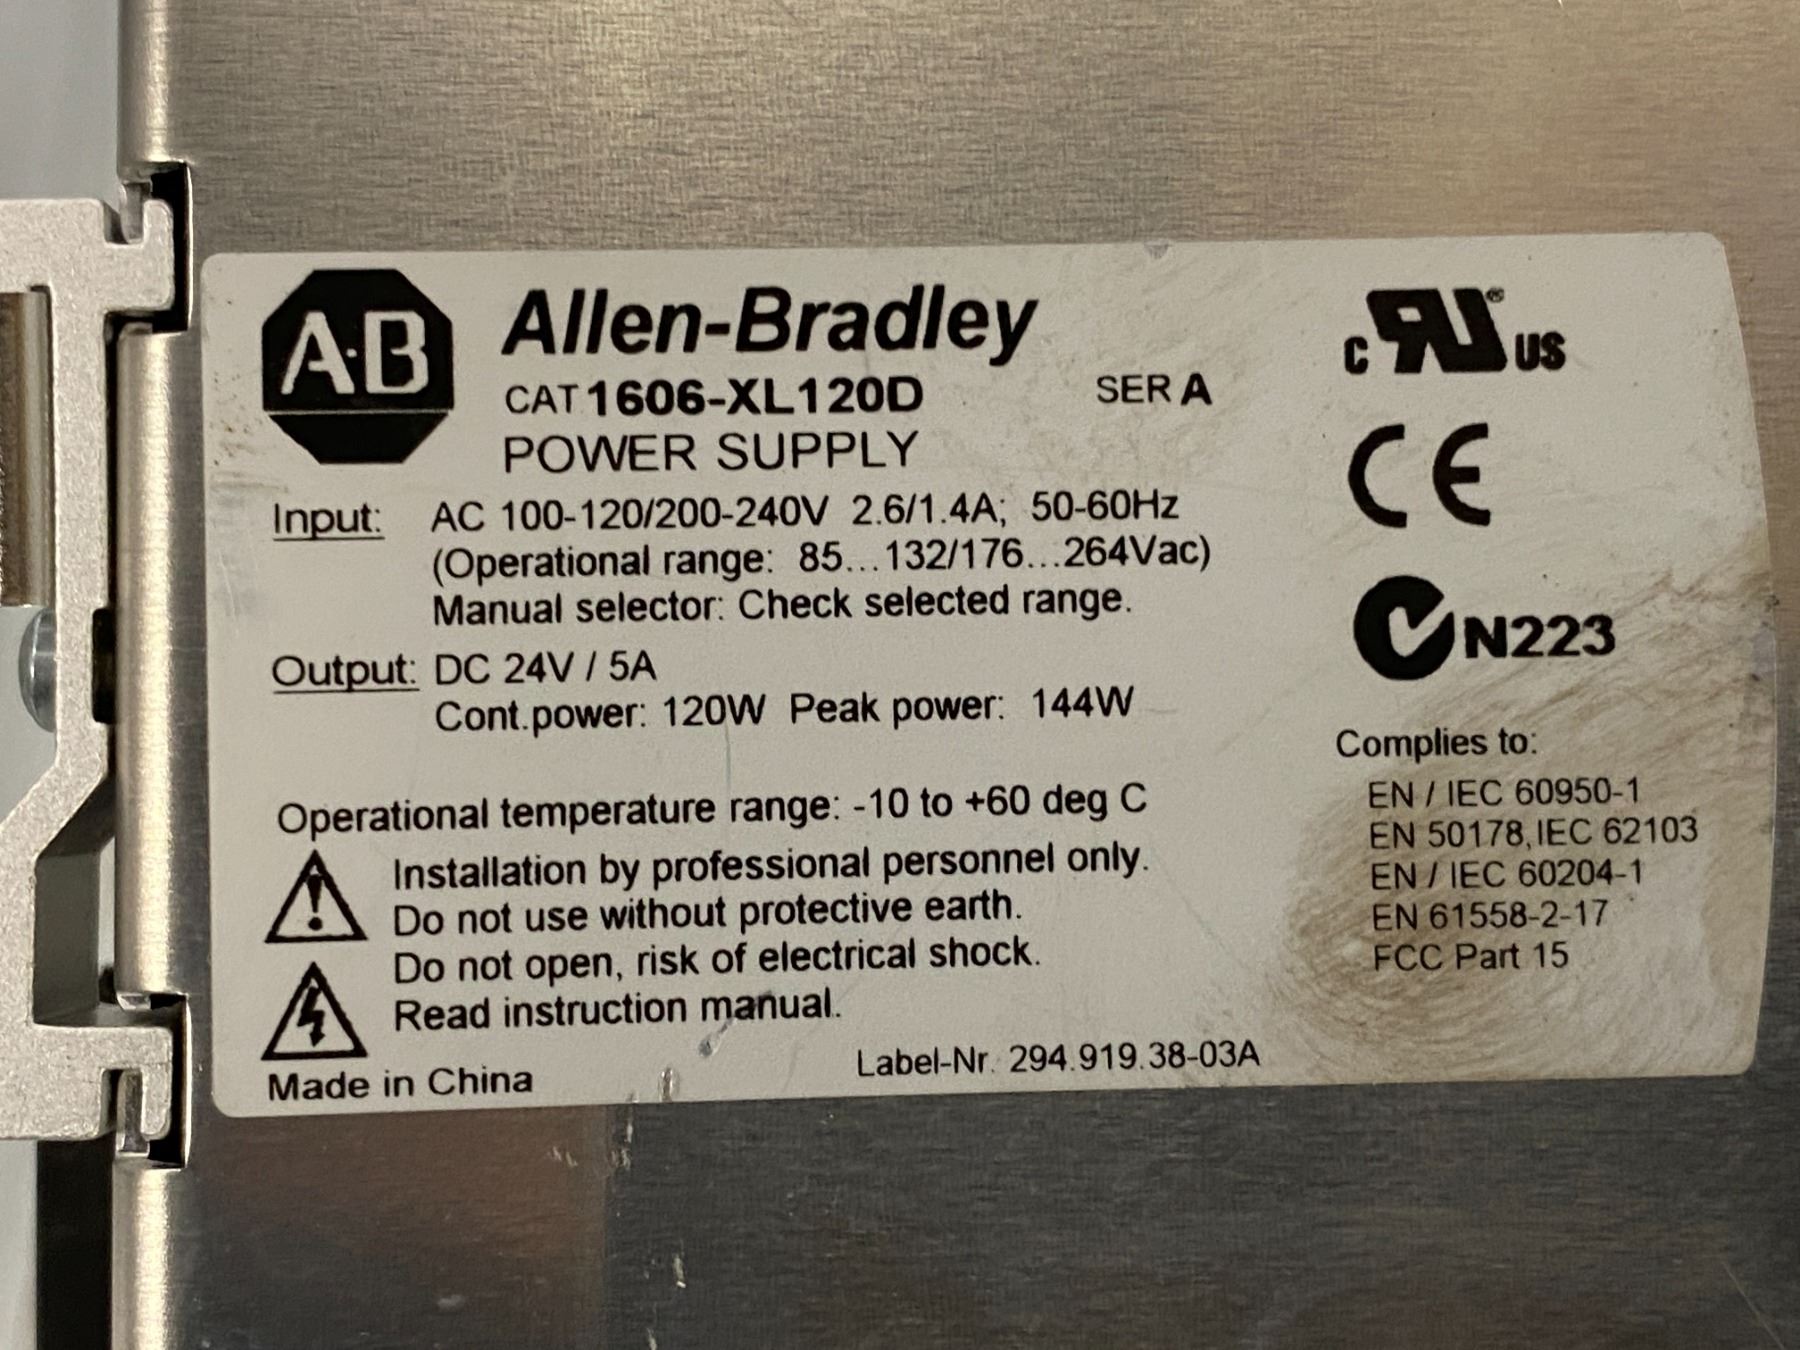 A·B
Allen-Bradley
CAT 1606-XL120D SER A
POWER SUPPLY
Input: AC 100-120/200-240V 2.6/1.4A; 50-60Hz
(Operational range: 85...132/176...264Vac)
Manual selector: Check selected range.
Output: DC 24V / 5A
Cont.power: 120W Peak power: 144W
Operational temperature range: -10 to +60 deg C
Installation by professional personnel only.
Do not use without protective earth.
Do not open, risk of electrical shock.
Read instruction manual.
Made in China
Label-Nr. 294.919.38-03A
c RU® US
CE
N223
Complies to:
EN / IEC 60950-1
EN 50178, IEC 62103
EN / IEC 60204-1
EN 61558-2-17
FCC Part 15